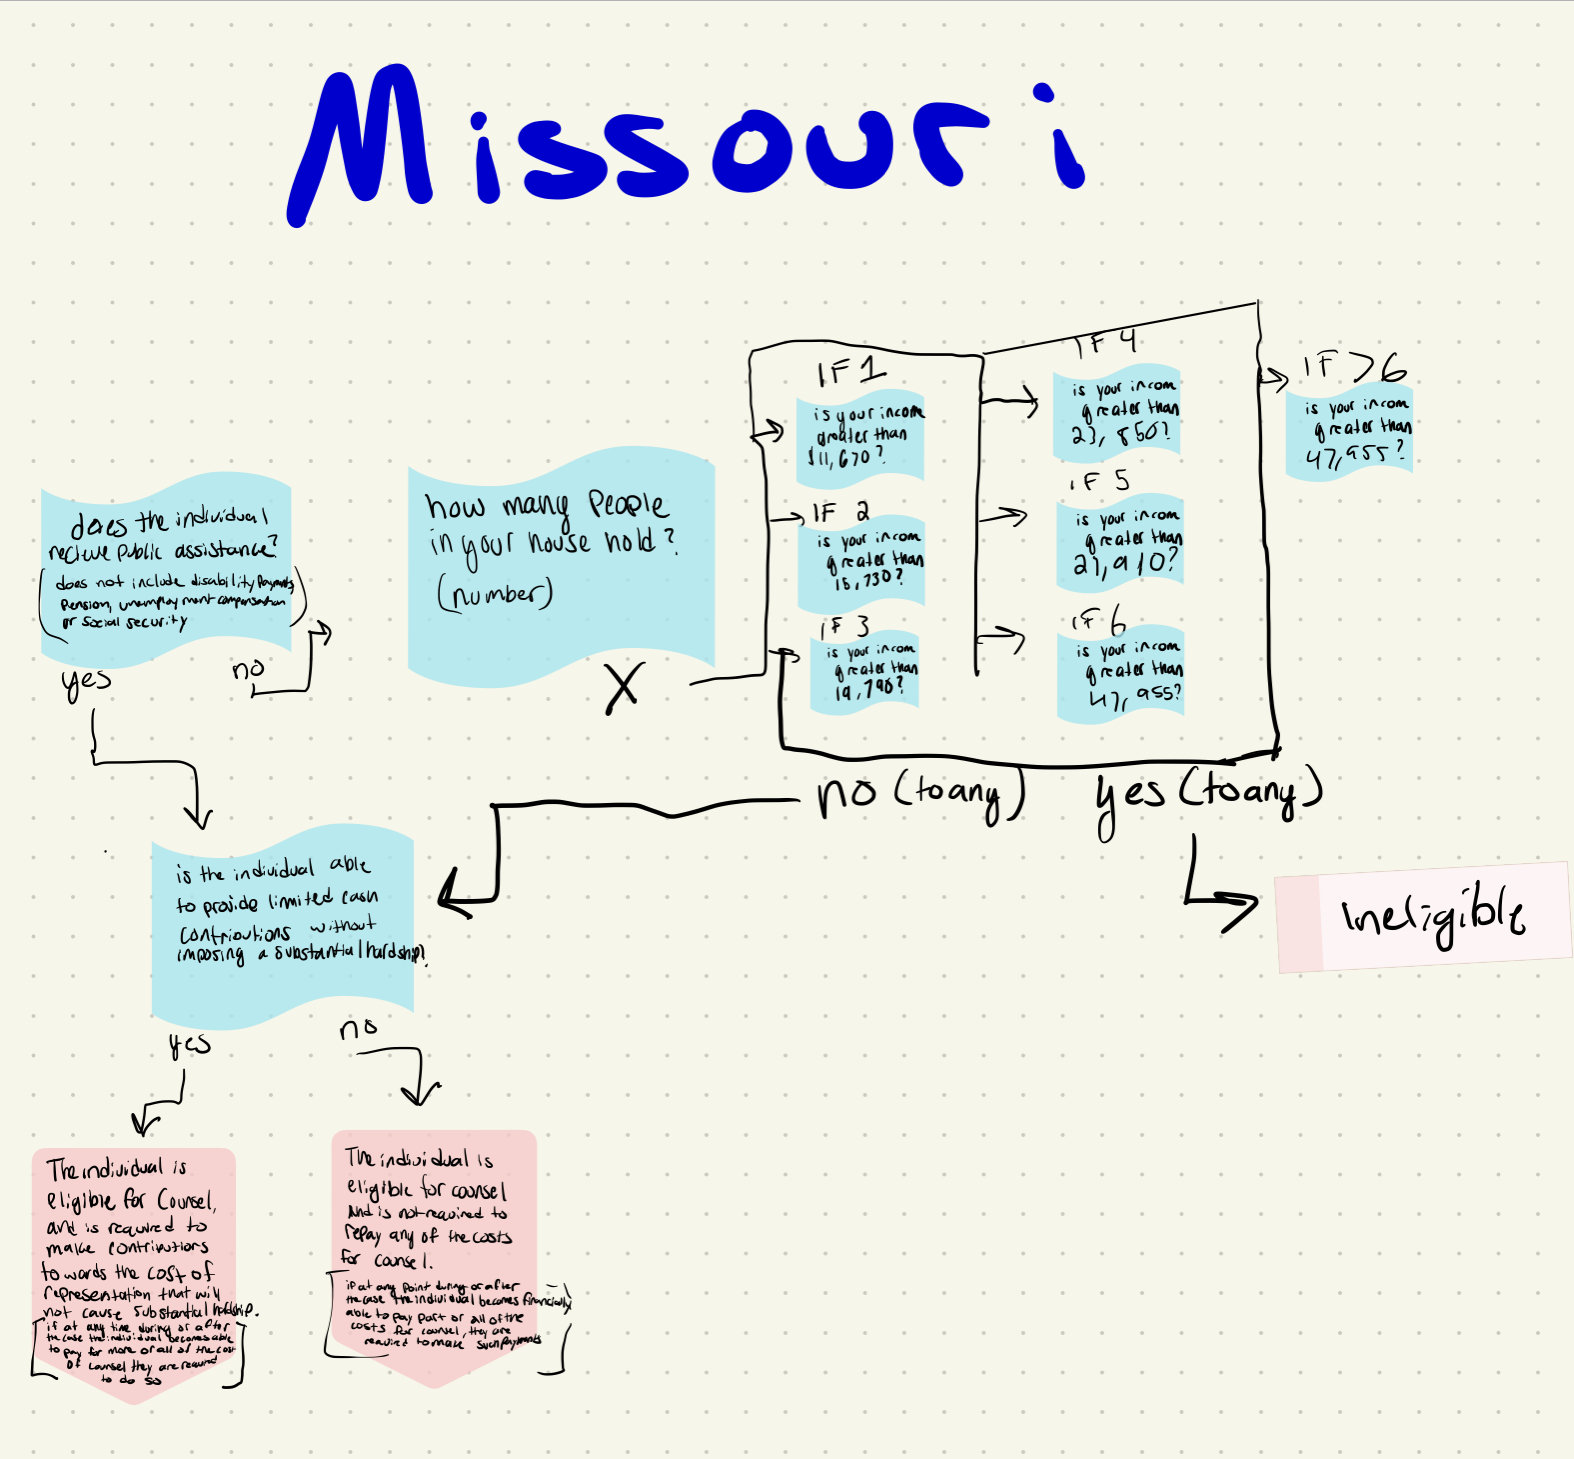 Missouri
does the individual
recieve public assistance?
(does not include disability Payments,
Pension, unemployment compensation
or Social security)
yes
no
how many People
in your house hold?
(number)
X
IF 1
is your income
greater than
$11,670?
IF 2
is your incom
greater than
15,730?
IF 3
is your incom
greater than
19,790?
IF 4
is your incom
greater than
23,850?
IF 5
is your incom
greater than
27,910?
IF 6
is your incom
greater than
47,955?
IF >6
is your incom
greater than
47,955?
no (to any)
yes (to any)
ineligible
is the individual able
to provide limited cash
contributions without
imposing a substantial hardship?
yes
no
The individual is
eligible for Counsel,
and is required to
make contributions
towards the cost of
representation that will
not cause substantial hardship.
[if at any time during or after
the case the individual becomes able
to pay for more or all of the cost
of counsel they are required
to do so]
The individual is
eligible for counsel
And is not required to
repay any of the costs
for counsel.
[if at any point during or after
the case the individual becomes financially
able to pay part or all of the
costs for counsel, they are
required to make such payments]